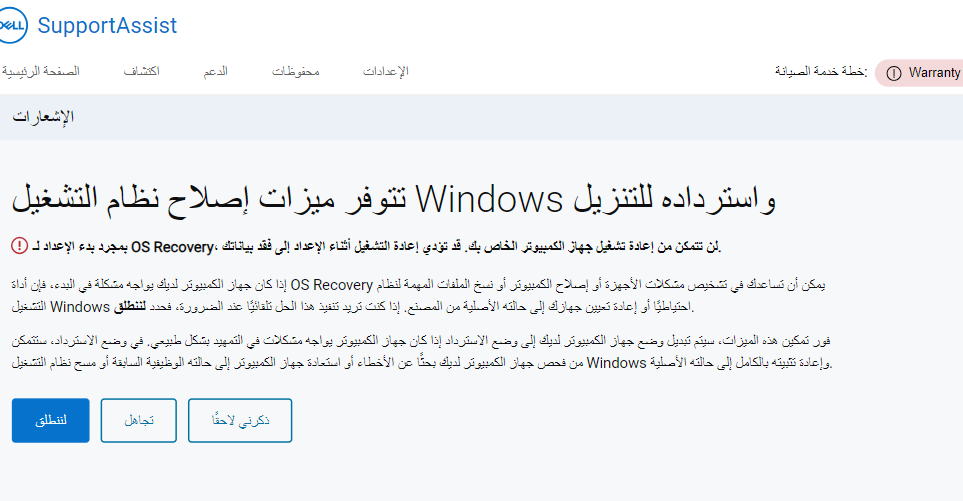 DELL SupportAssist
الصفحة الرئيسية اكتشاف الدعم محفوظات الإعدادات خطة خدمة الصيانة: Warranty
الإشعارات
تتوفر ميزات إصلاح نظام التشغيل Windows واسترداده للتنزيل
بمجرد بدء الإعداد لـ OS Recovery، لن تتمكن من إعادة تشغيل جهاز الكمبيوتر الخاص بك. قد تؤدي إعادة التشغيل أثناء الإعداد إلى فقد بياناتك.
إذا كان جهاز الكمبيوتر لديك يواجه مشكلة في البدء، فإن أداة OS Recovery يمكن أن تساعدك في تشخيص مشكلات الأجهزة أو إصلاح الكمبيوتر أو نسخ الملفات المهمة لنظام
التشغيل Windows احتياطيًا أو إعادة تعيين جهازك إلى حالته الأصلية من المصنع. إذا كنت تريد تنفيذ هذا الحل تلقائيًا عند الضرورة، فحدد لننطلق.
فور تمكين هذه الميزات، سيتم تبديل وضع جهاز الكمبيوتر لديك إلى وضع الاسترداد إذا كان جهاز الكمبيوتر يواجه مشكلات في التمهيد بشكل طبيعي. في وضع الاسترداد، ستتمكن
من فحص جهاز الكمبيوتر لديك بحثًا عن الأخطاء أو استعادة جهاز الكمبيوتر إلى حالته الوظيفية السابقة أو مسح نظام التشغيل Windows وإعادة تثبيته بالكامل إلى حالته الأصلية.
لننطلق تجاهل ذكرني لاحقًا